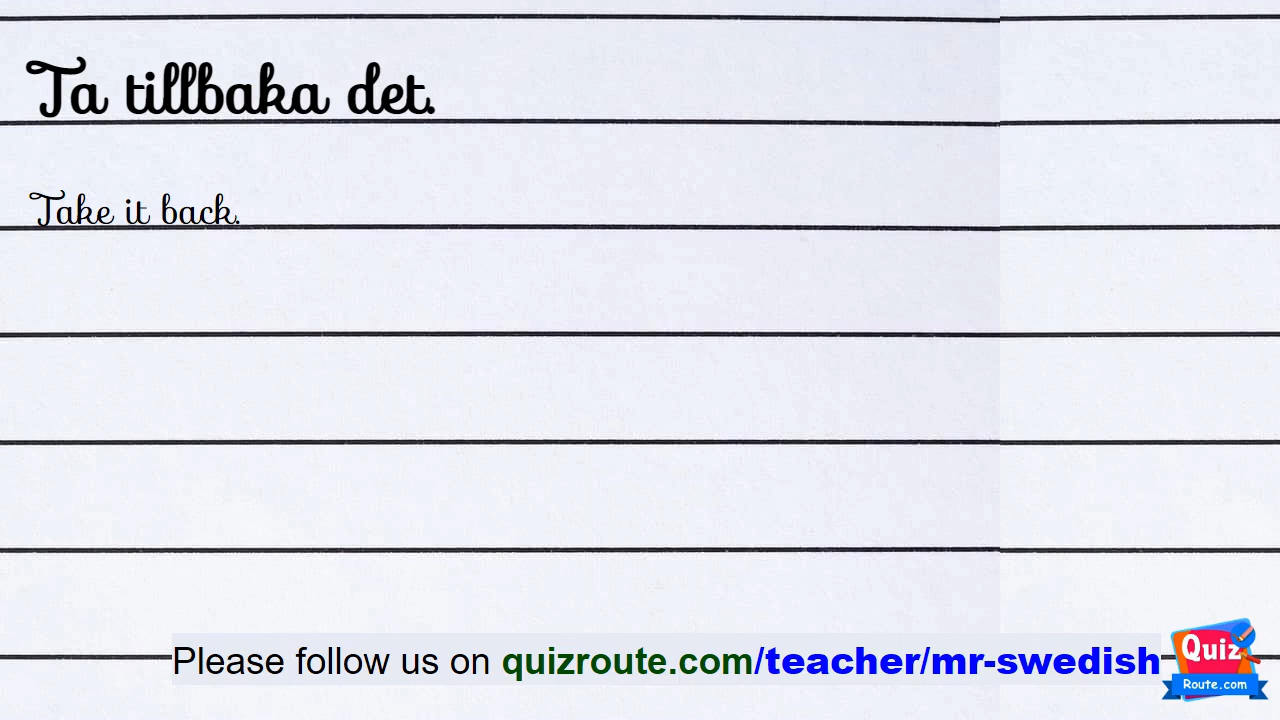 Ta tillbaka det.
Take it back.
Please follow us on quizroute.com/teacher/mr-swedish
Quiz
Route.com